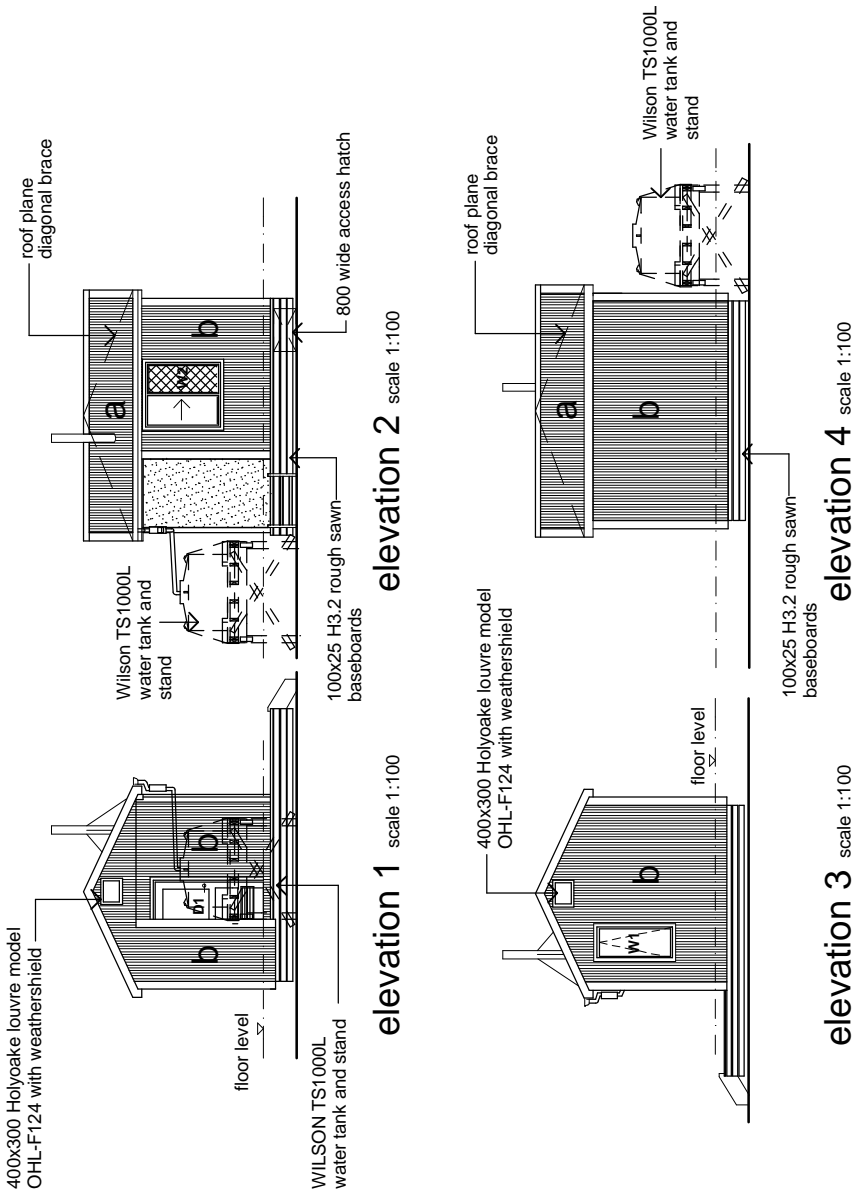 400x300 Holyoake louvre model
OHL-F124 with weathershield
floor level
WILSON TS1000L
water tank and stand
b
b
D1
elevation 1 scale 1:100
Wilson TS1000L
water tank and
stand
roof plane
diagonal brace
a
b
W2
800 wide access hatch
100x25 H3.2 rough sawn
baseboards
elevation 2 scale 1:100
400x300 Holyoake louvre model
OHL-F124 with weathershield
floor level
b
W1
elevation 3 scale 1:100
roof plane
diagonal brace
Wilson TS1000L
water tank and
stand
a
b
100x25 H3.2 rough sawn
baseboards
elevation 4 scale 1:100